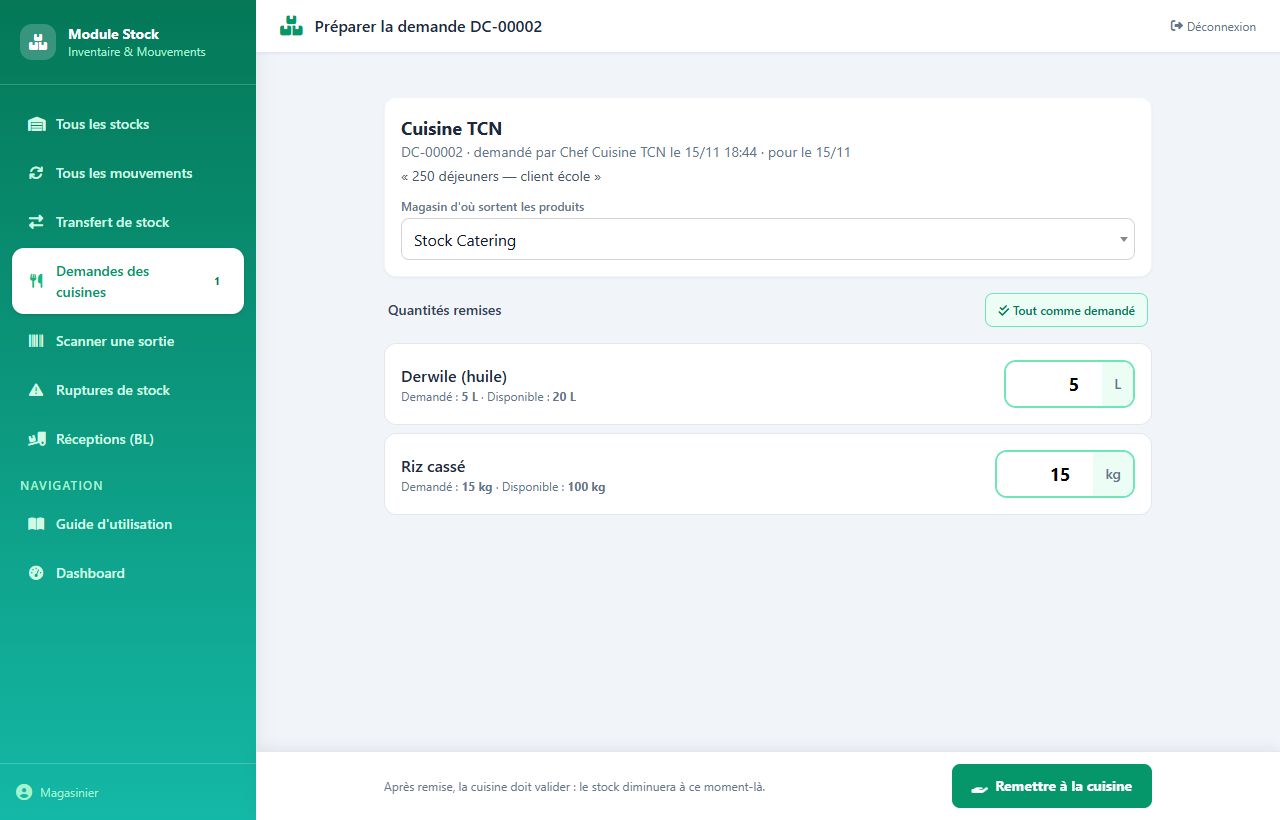 Module Stock
Inventaire & Mouvements
Tous les stocks
Tous les mouvements
Transfert de stock
Demandes des
cuisines
1
Scanner une sortie
Ruptures de stock
Réceptions (BL)
NAVIGATION
Guide d'utilisation
Dashboard
Magasinier
Préparer la demande DC-00002
Déconnexion
Cuisine TCN
DC-00002 · demandé par Chef Cuisine TCN le 15/11 18:44 · pour le 15/11
« 250 déjeuners — client école »
Magasin d'où sortent les produits
Stock Catering
Quantités remises
Tout comme demandé
Derwile (huile)
Demandé : 5 L · Disponible : 20 L
5 L
Riz cassé
Demandé : 15 kg · Disponible : 100 kg
15 kg
Après remise, la cuisine doit valider : le stock diminuera à ce moment-là.
Remettre à la cuisine